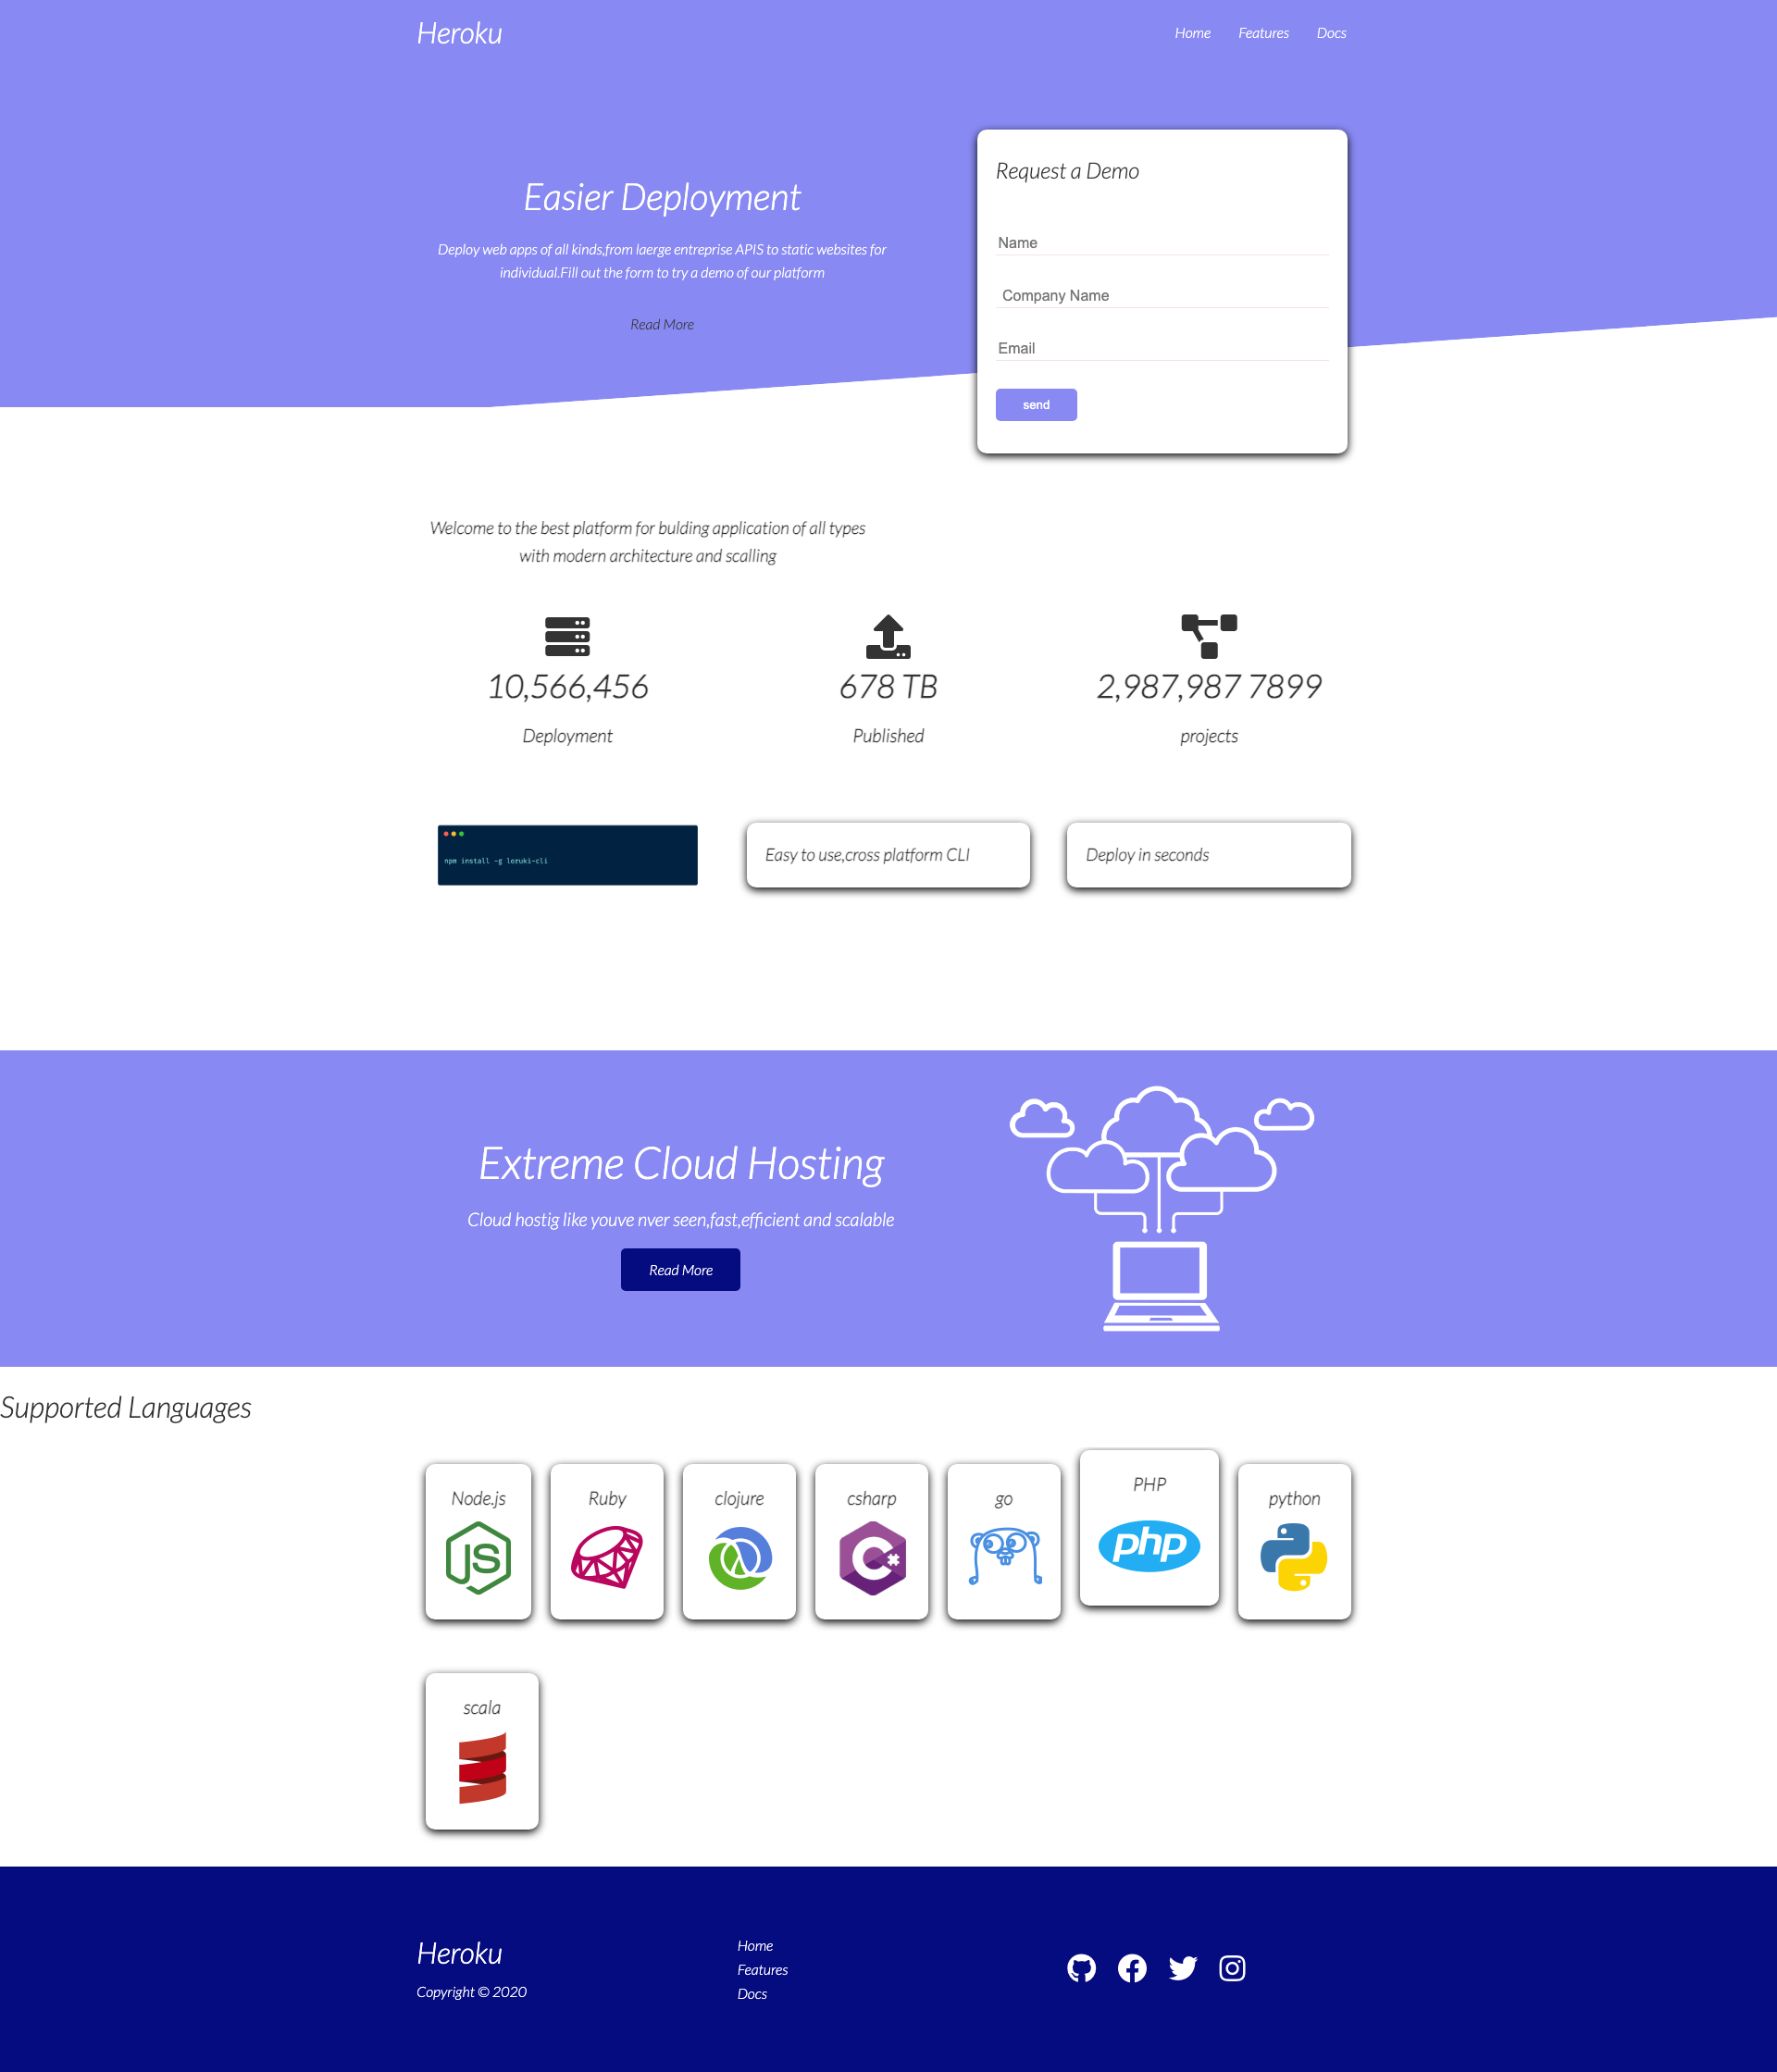 Heroku
Home Features Docs
Easier Deployment
Deploy web apps of all kinds,from laerge entreprise APIS to static websites for
individual.Fill out the form to try a demo of our platform
Read More
Request a Demo
Name
Company Name
Email
send
Welcome to the best platform for bulding application of all types
with modern architecture and scalling
10,566,456
Deployment
678 TB
Published
2,987,987 7899
projects
npm install -g loruki-cli
Easy to use,cross platform CLI
Deploy in seconds
Extreme Cloud Hosting
Cloud hostig like youve nver seen,fast,efficient and scalable
Read More
Supported Languages
Node.js
JS
Ruby
clojure
csharp
C#
go
PHP
php
python
scala
Heroku
Copyright © 2020
Home
Features
Docs